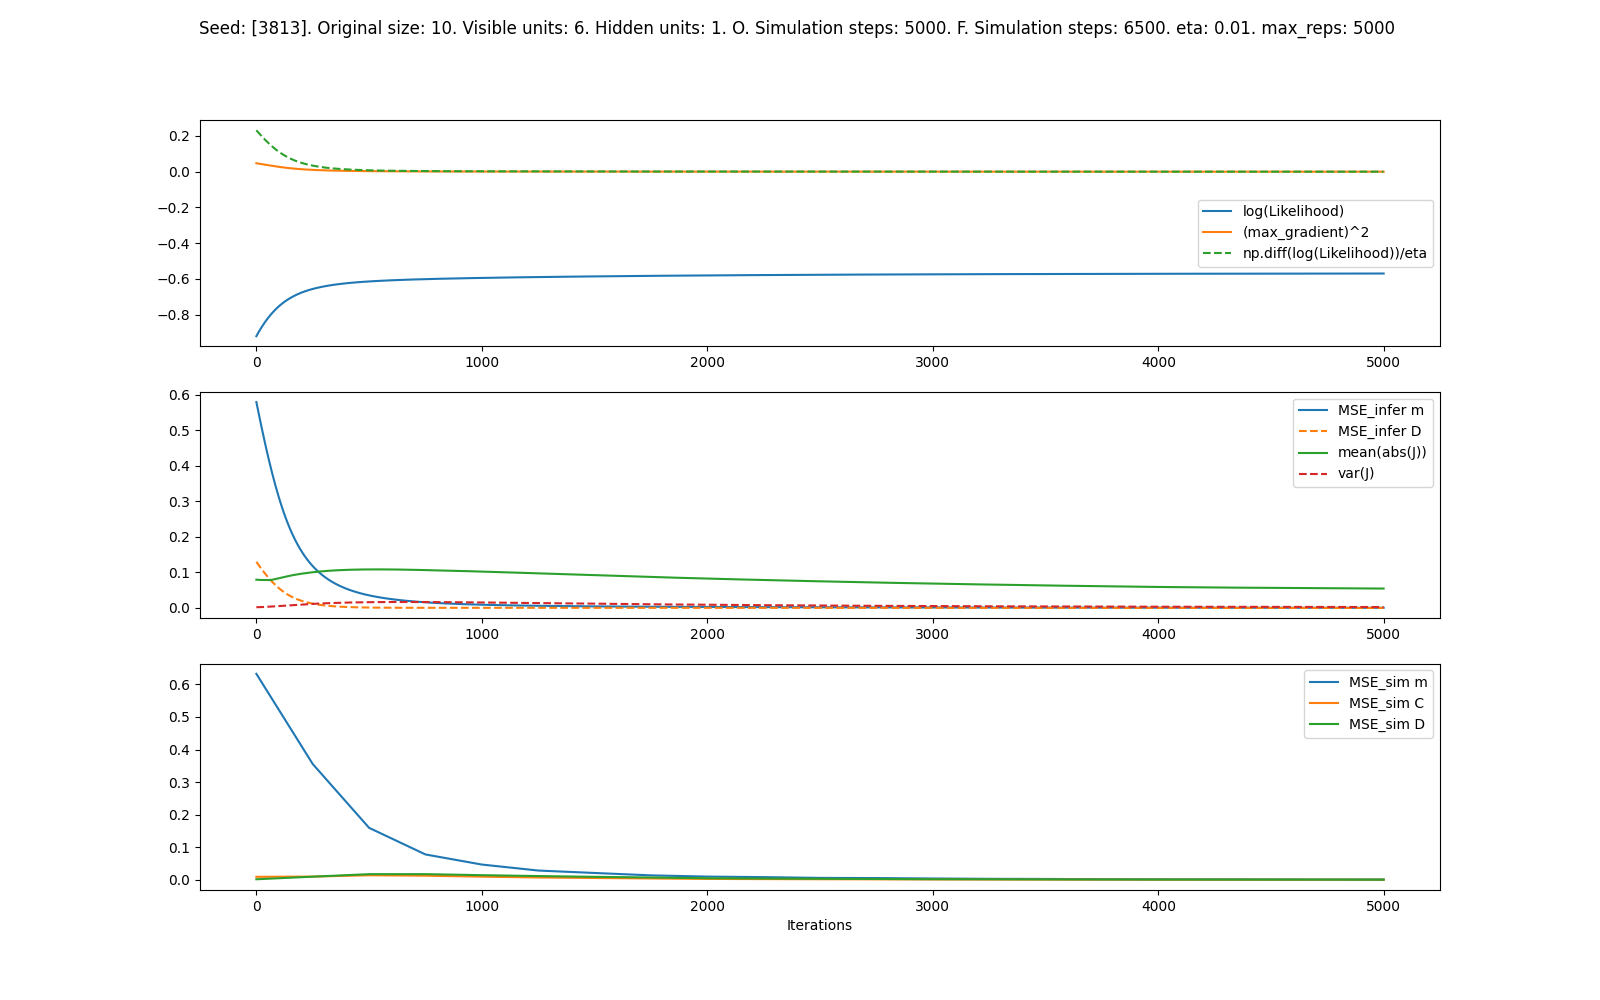 Seed: [3813]. Original size: 10. Visible units: 6. Hidden units: 1. O. Simulation steps: 5000. F. Simulation steps: 6500. eta: 0.01. max_reps: 5000
0.2
0.0
−0.2
−0.4
−0.6
−0.8
log(Likelihood)
(max_gradient)^2
np.diff(log(Likelihood))/eta
0 1000 2000 3000 4000 5000
0.6
0.5
0.4
0.3
0.2
0.1
0.0
MSE_infer m
MSE_infer D
mean(abs(J))
var(J)
0 1000 2000 3000 4000 5000
0.6
0.5
0.4
0.3
0.2
0.1
0.0
MSE_sim m
MSE_sim C
MSE_sim D
0 1000 2000 3000 4000 5000
Iterations